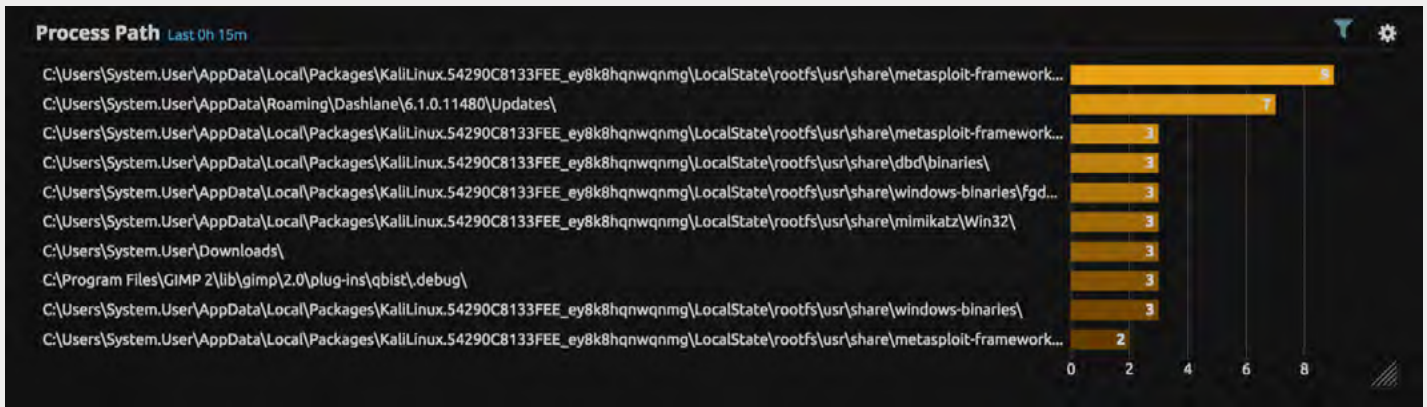 Process Path Last 0h 15m
C:\Users\System.User\AppData\Local\Packages\KaliLinux.54290C8133FEE_ey8k8hqnwqnmg\LocalState\rootfs\usr\share\metasploit-framework... 9
C:\Users\System.User\AppData\Roaming\Dashlane\6.1.0.11480\Updates\ 7
C:\Users\System.User\AppData\Local\Packages\KaliLinux.54290C8133FEE_ey8k8hqnwqnmg\LocalState\rootfs\usr\share\metasploit-framework... 3
C:\Users\System.User\AppData\Local\Packages\KaliLinux.54290C8133FEE_ey8k8hqnwqnmg\LocalState\rootfs\usr\share\dbd\binaries\ 3
C:\Users\System.User\AppData\Local\Packages\KaliLinux.54290C8133FEE_ey8k8hqnwqnmg\LocalState\rootfs\usr\share\windows-binaries\fgd... 3
C:\Users\System.User\AppData\Local\Packages\KaliLinux.54290C8133FEE_ey8k8hqnwqnmg\LocalState\rootfs\usr\share\mimikatz\Win32\ 3
C:\Users\System.User\Downloads\ 3
C:\Program Files\GIMP 2\lib\gimp\2.0\plug-ins\qbist\.debug\ 3
C:\Users\System.User\AppData\Local\Packages\KaliLinux.54290C8133FEE_ey8k8hqnwqnmg\LocalState\rootfs\usr\share\windows-binaries\ 3
C:\Users\System.User\AppData\Local\Packages\KaliLinux.54290C8133FEE_ey8k8hqnwqnmg\LocalState\rootfs\usr\share\metasploit-framework... 2
0 2 4 6 8